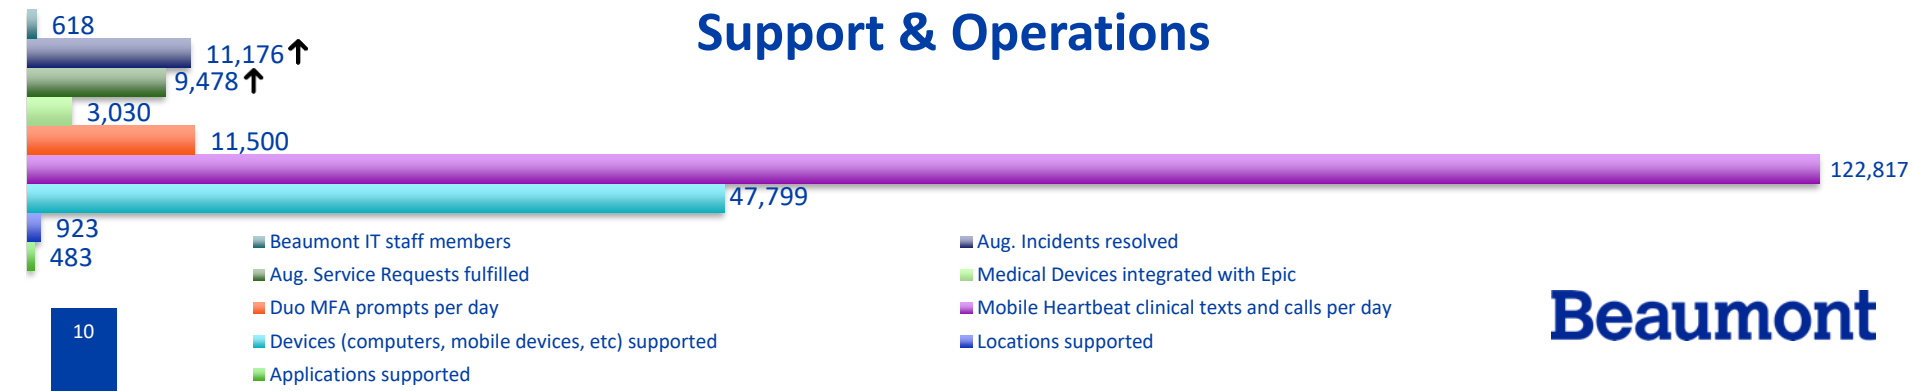 Support & Operations
618
11,176
9,478
3,030
11,500
122,817
47,799
923
483
Beaumont IT staff members
Aug. Incidents resolved
Aug. Service Requests fulfilled
Medical Devices integrated with Epic
Duo MFA prompts per day
Mobile Heartbeat clinical texts and calls per day
Devices (computers, mobile devices, etc) supported
Locations supported
Applications supported
10
Beaumont